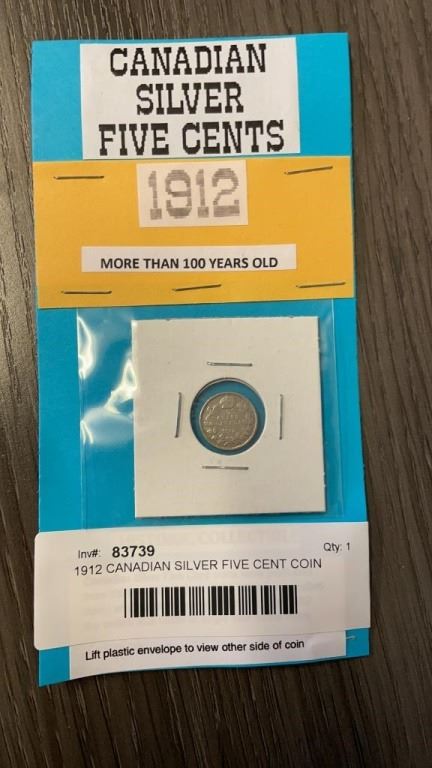 CANADIAN
SILVER
FIVE CENTS
1912
MORE THAN 100 YEARS OLD
Inv#: 83739 Qty: 1
1912 CANADIAN SILVER FIVE CENT COIN
Lift plastic envelope to view other side of coin